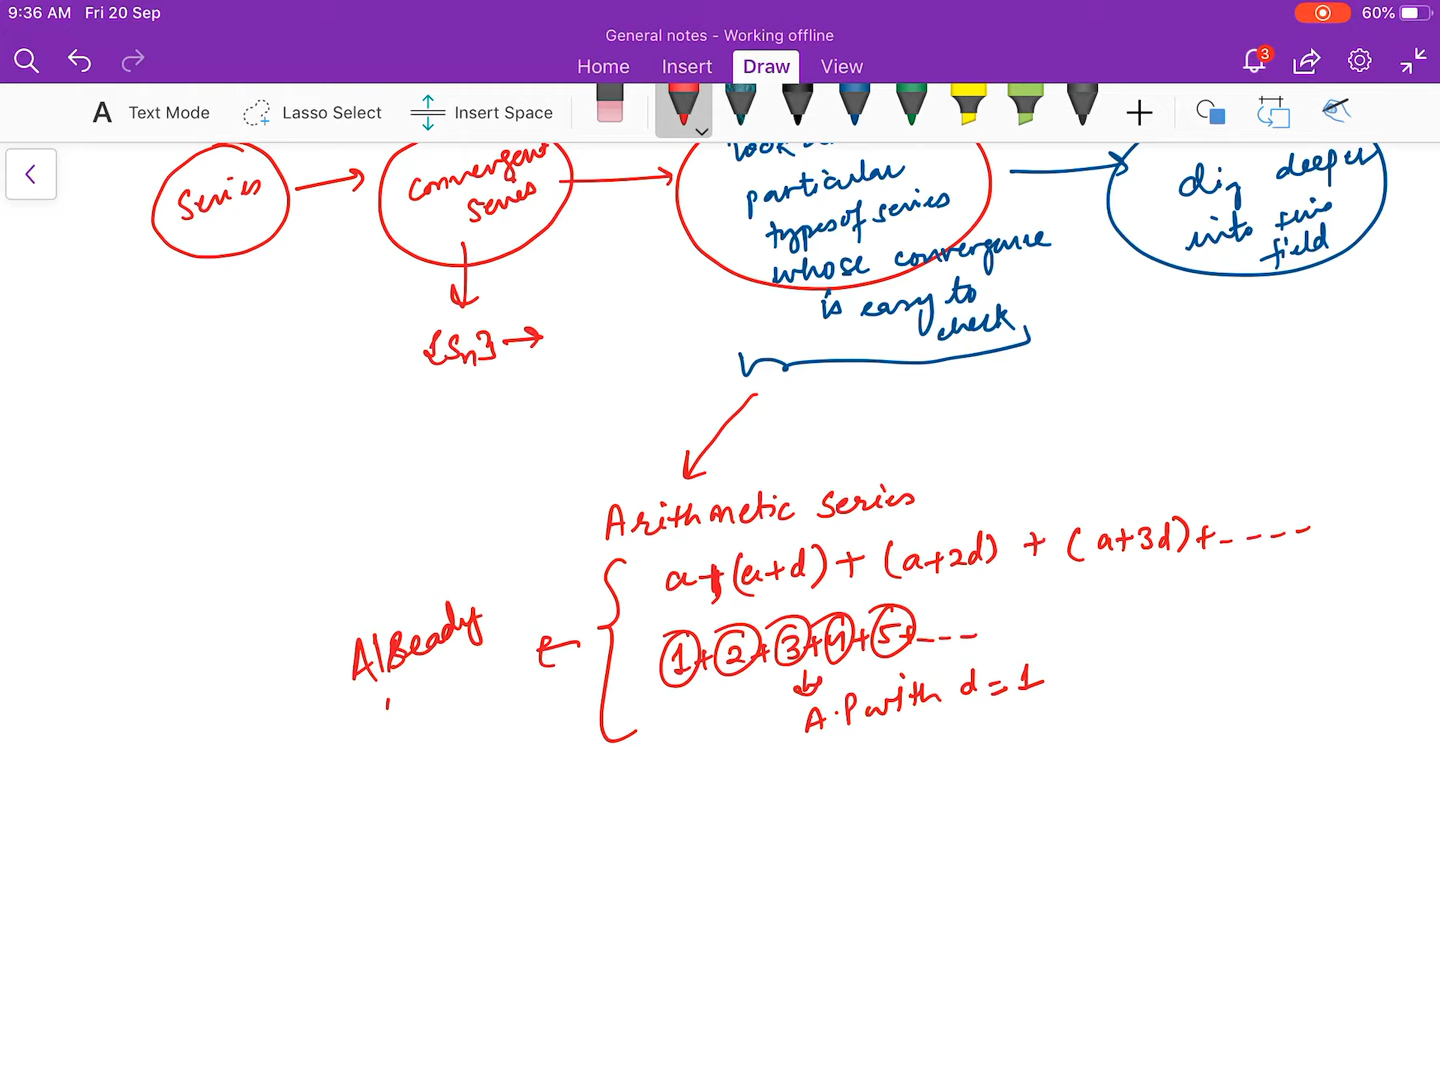 9:36 AM Fri 20 Sep
60%
General notes - Working offline
Home Insert Draw View
3
A Text Mode Lasso Select Insert Space
Series → Convergent series → look
particular
types of series
whose convergence
is easy to
check
dig deeper
into
field
{Sn} →
Arithmetic series
a + (a+d) + (a+2d) + (a+3d) + ----
1 + 2 + 3 + 4 + 5 + ---
A.P with d = 1
Already